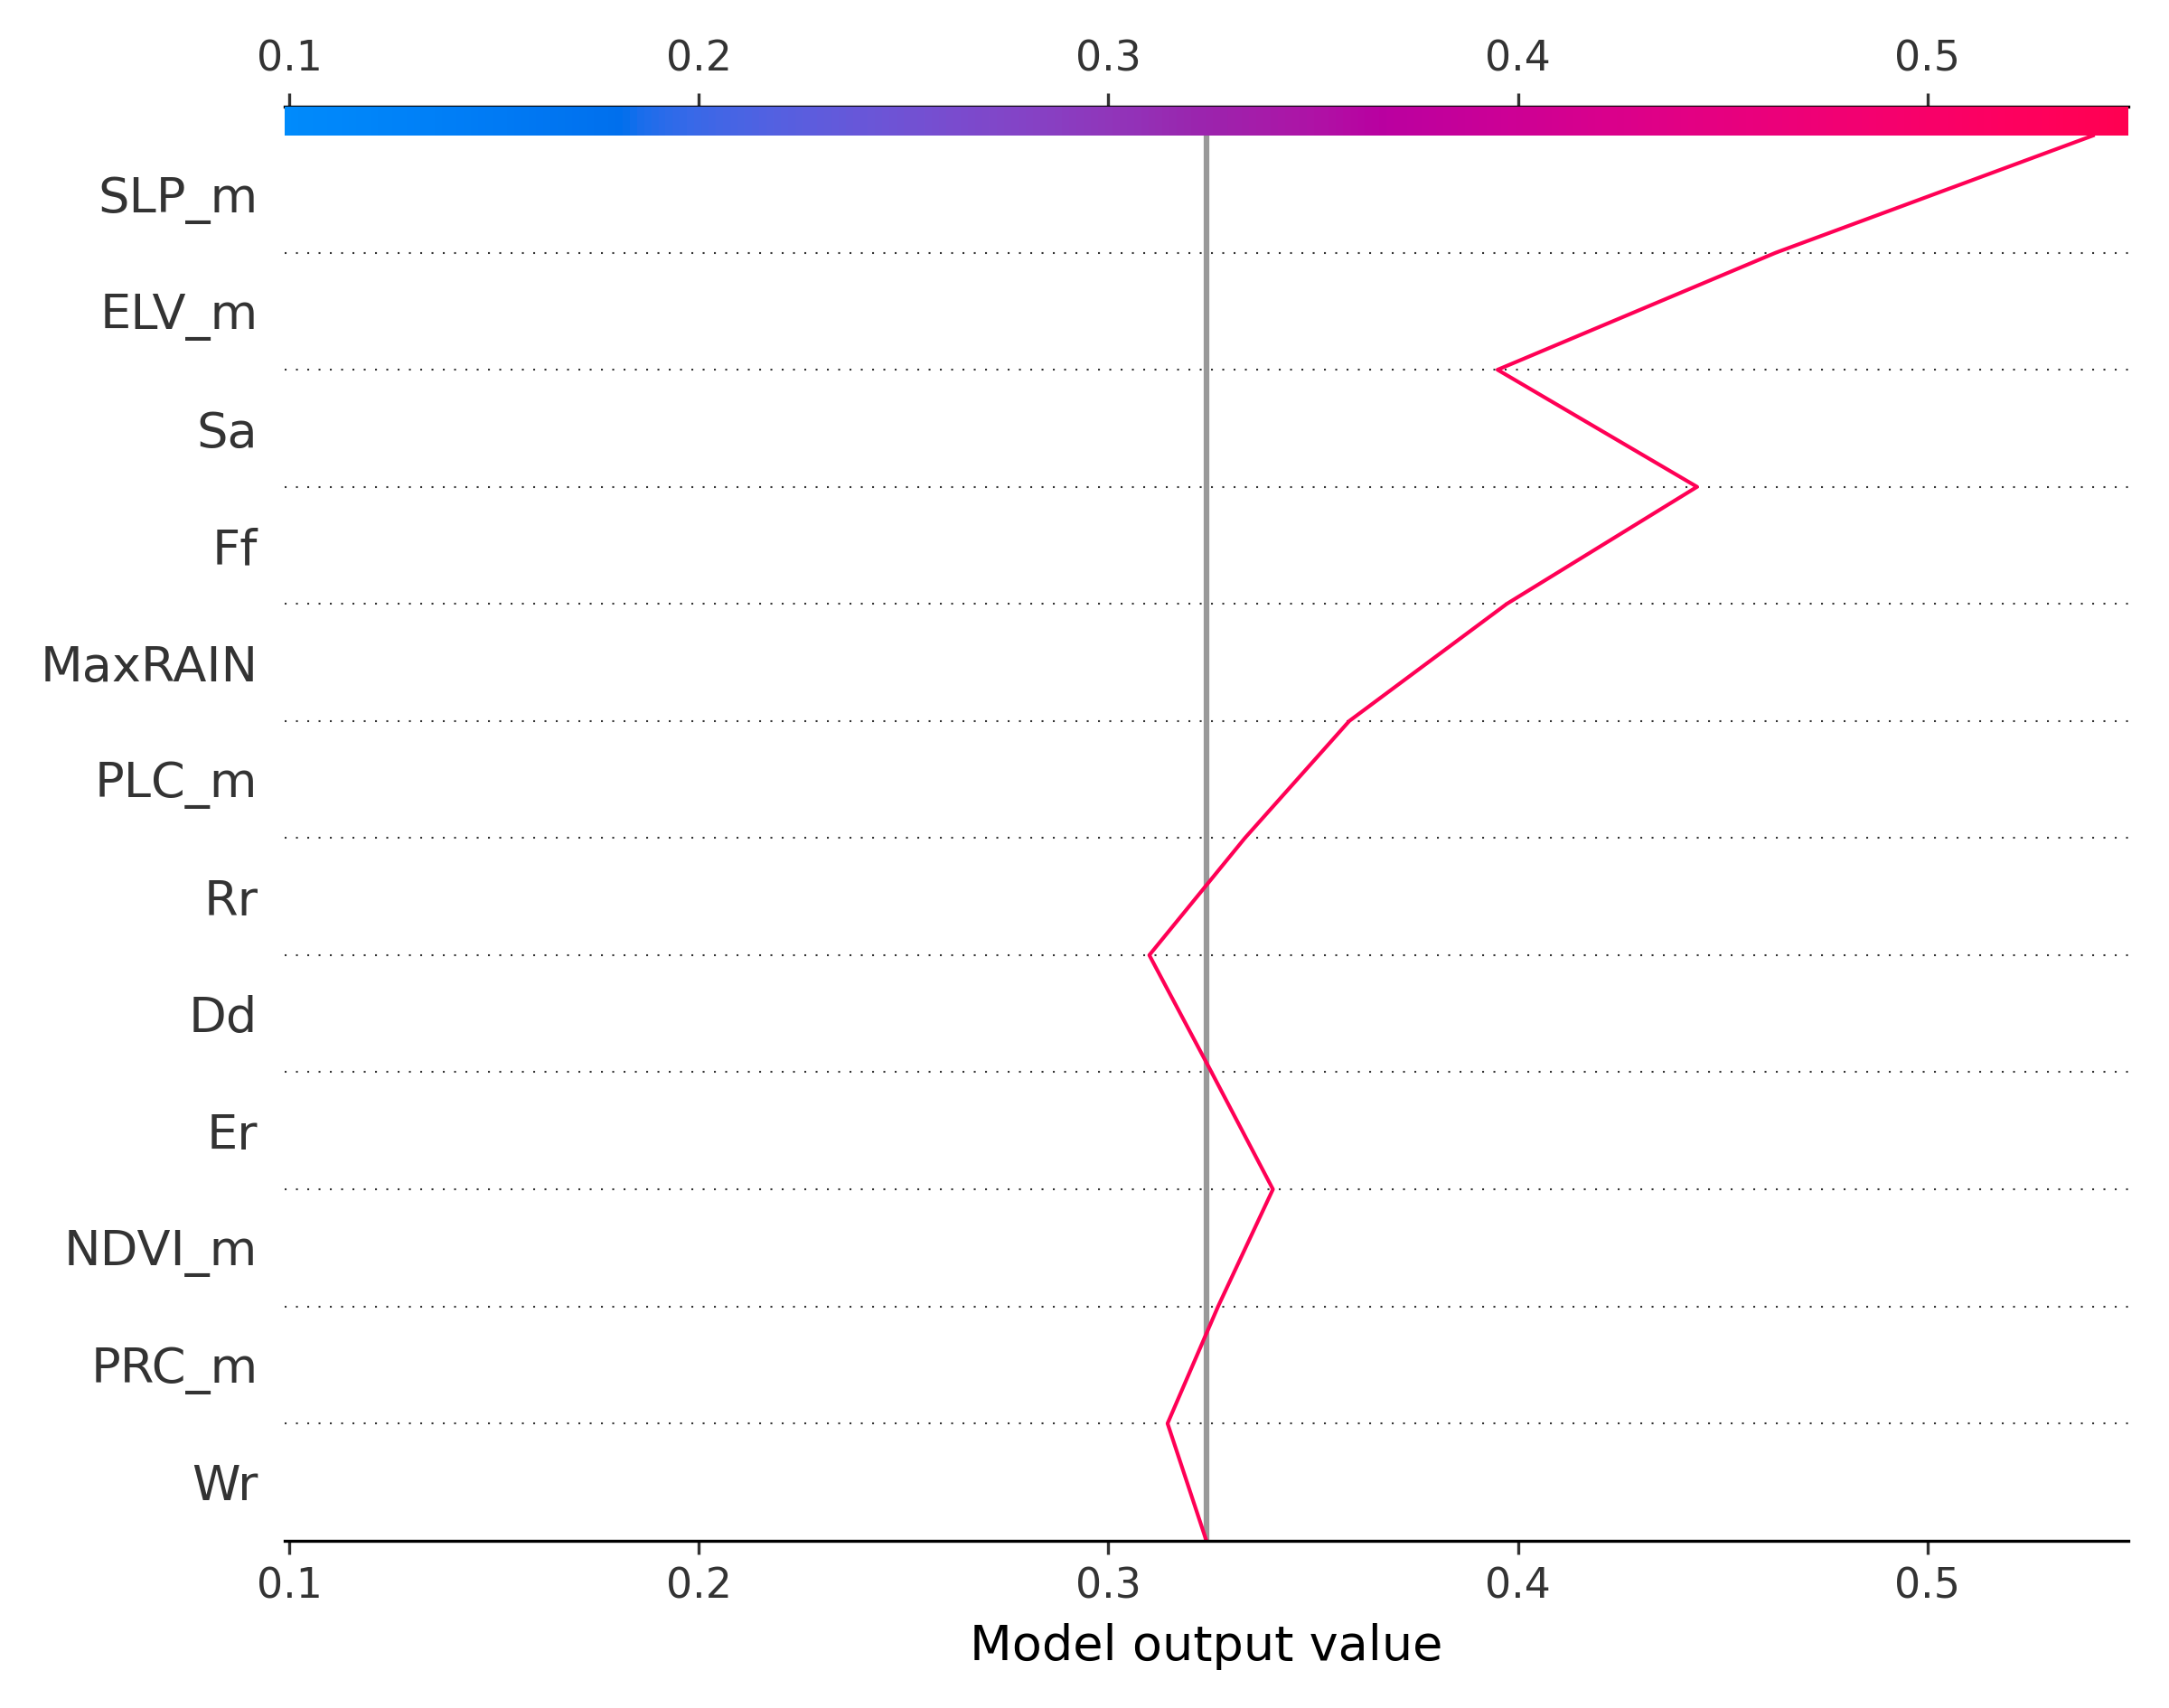 0.1 0.2 0.3 0.4 0.5
SLP_m
ELV_m
Sa
Ff
MaxRAIN
PLC_m
Rr
Dd
Er
NDVI_m
PRC_m
Wr
0.1 0.2 0.3 0.4 0.5
Model output value